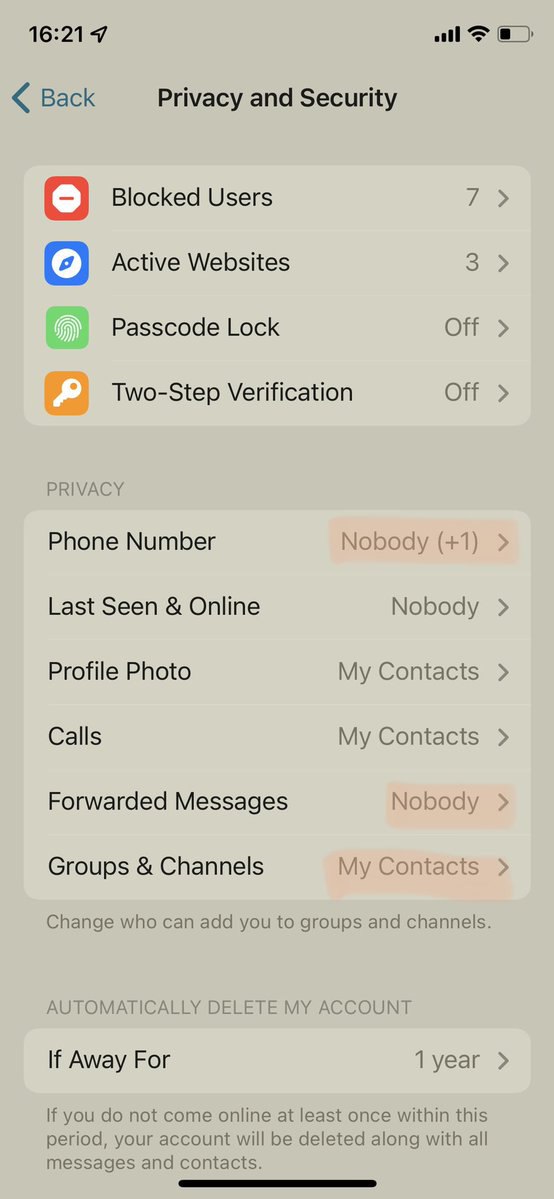 16:21
Back
Privacy and Security
Blocked Users 7
Active Websites 3
Passcode Lock Off
Two-Step Verification Off
PRIVACY
Phone Number Nobody (+1)
Last Seen & Online Nobody
Profile Photo My Contacts
Calls My Contacts
Forwarded Messages Nobody
Groups & Channels My Contacts
Change who can add you to groups and channels.
AUTOMATICALLY DELETE MY ACCOUNT
If Away For 1 year
If you do not come online at least once within this
period, your account will be deleted along with all
messages and contacts.